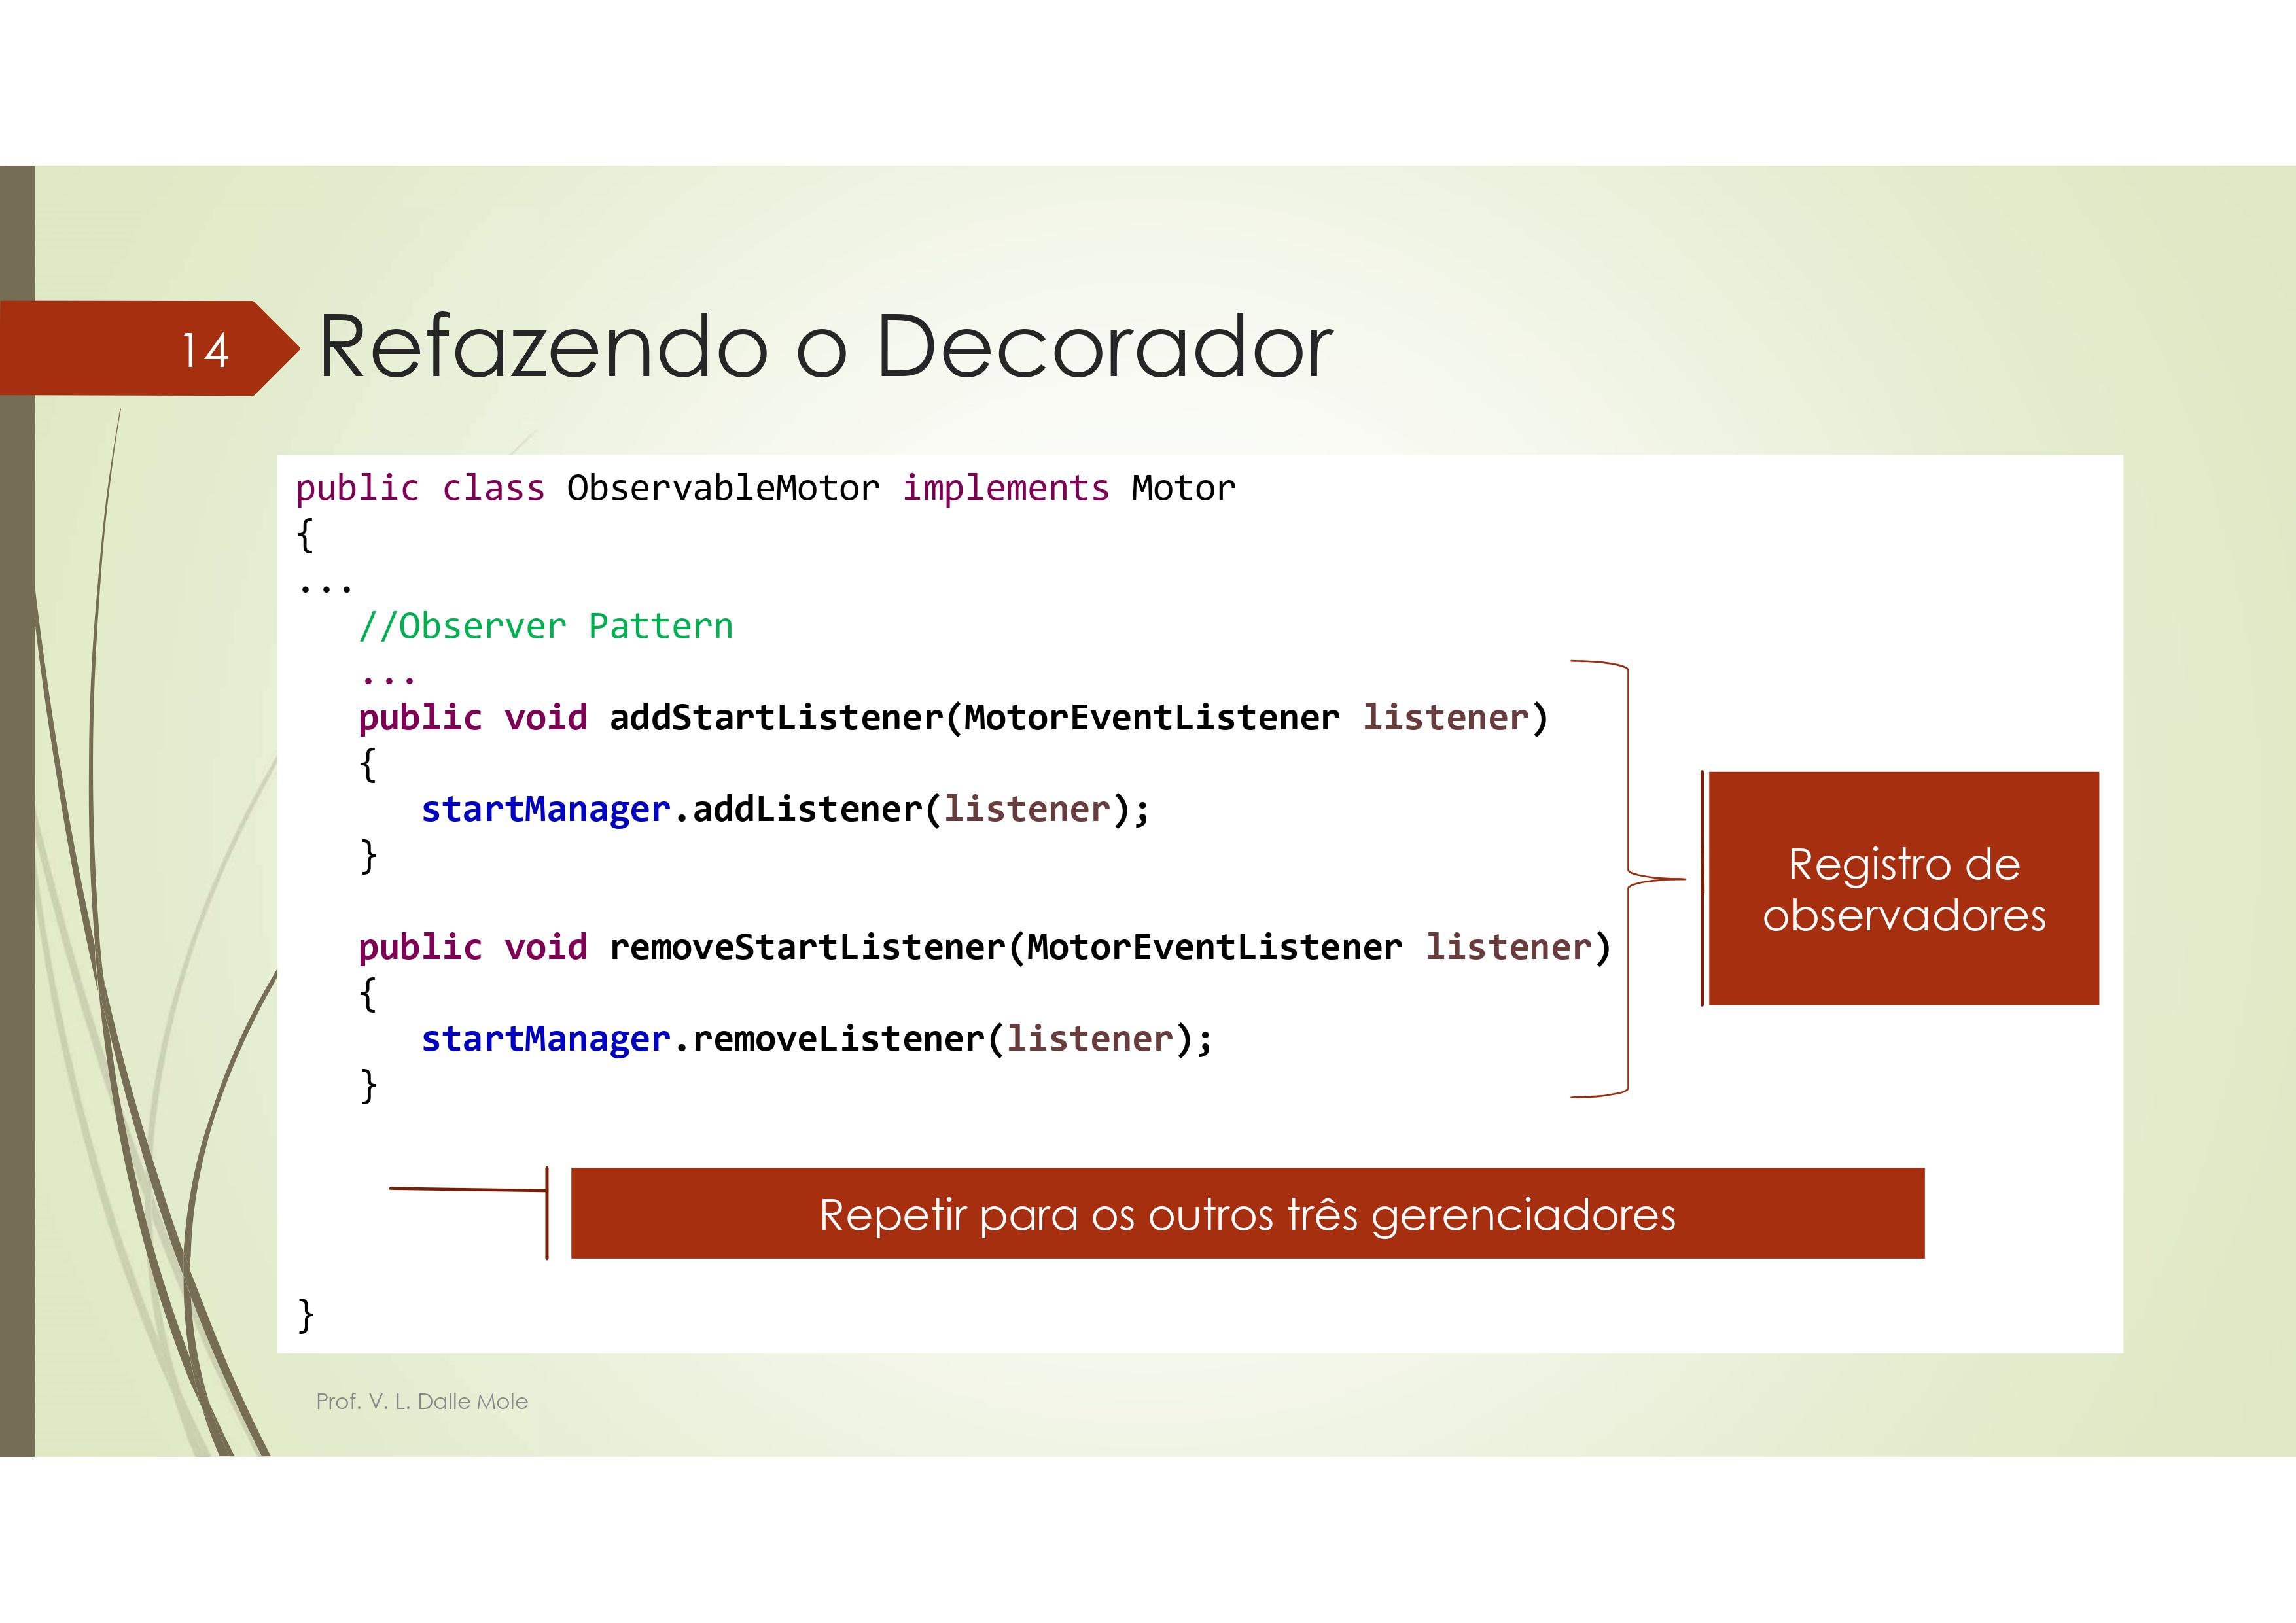 14
Refazendo o Decorador
public class ObservableMotor implements Motor
{
...
//Observer Pattern
...
public void addStartListener(MotorEventListener listener)
{
startManager.addListener(listener);
}
public void removeStartListener(MotorEventListener listener)
{
startManager.removeListener(listener);
}
Registro de
observadores
Repetir para os outros três gerenciadores
}
Prof. V. L. Dalle Mole